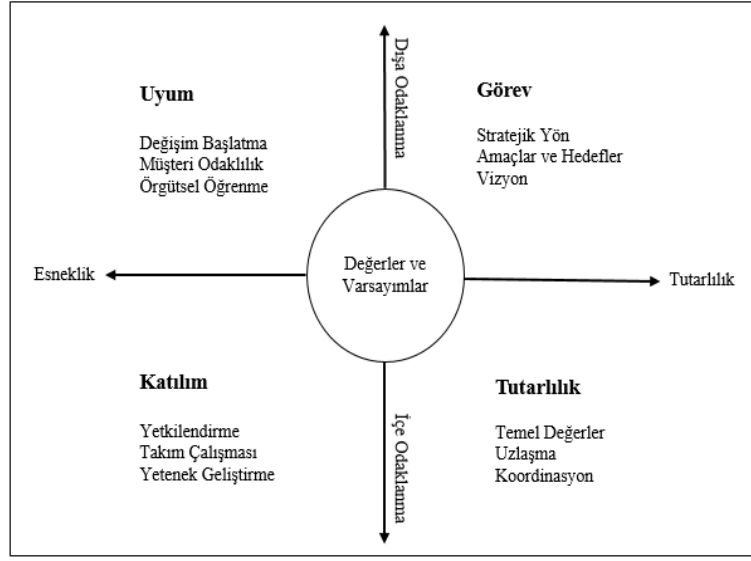 Dışa Odaklanma
Uyum
Değişim Başlatma
Müşteri Odaklılık
Örgütsel Öğrenme
Görev
Stratejik Yön
Amaçlar ve Hedefler
Vizyon
Esneklik
Değerler ve
Varsayımlar
Tutarlılık
Katılım
Yetkilendirme
Takım Çalışması
Yetenek Geliştirme
İçe Odaklanma
Tutarlılık
Temel Değerler
Uzlaşma
Koordinasyon